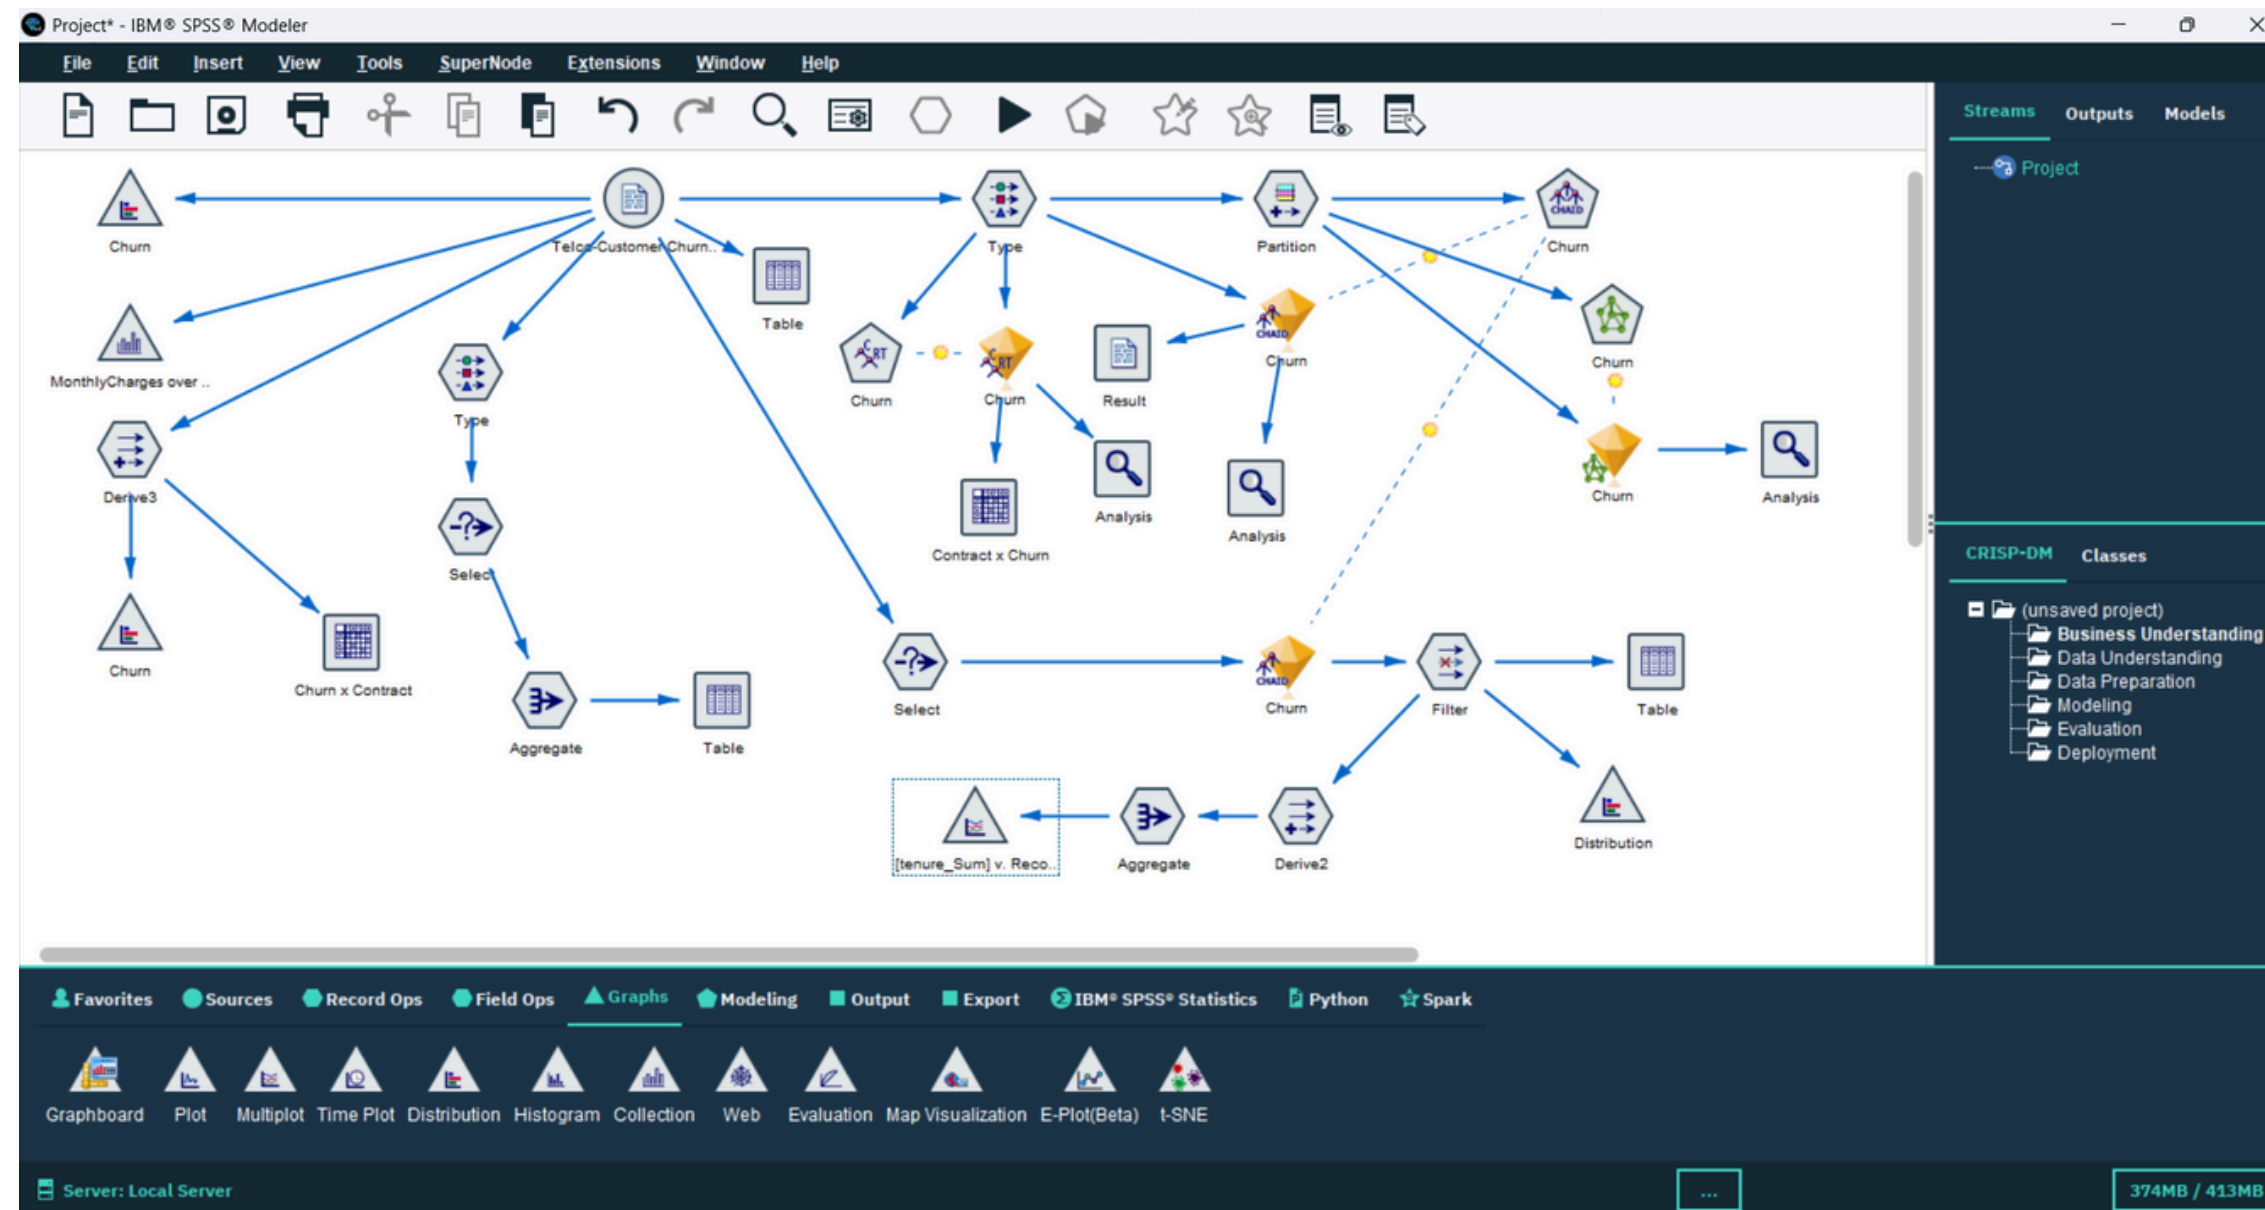 Project* - IBM® SPSS® Modeler
File Edit Insert View Tools SuperNode Extensions Window Help
Streams Outputs Models
Project
Churn
Telco-Customer Churn..
Type
Partition
Churn
Table
MonthlyCharges over ..
Type
Churn
Churn
Result
Churn
Churn
CHAID
CHAID
C
RT
C
RT
Derive3
Select
Contract x Churn
Analysis
Analysis
Churn
Analysis
CRISP-DM Classes
(unsaved project)
Business Understanding
Data Understanding
Data Preparation
Modeling
Evaluation
Deployment
Churn
Churn x Contract
Aggregate
Table
Select
CHAID
Churn
Filter
Table
[tenure_Sum] v. Reco..
Aggregate
Derive2
Distribution
Favorites Sources Record Ops Field Ops Graphs Modeling Output Export IBM® SPSS® Statistics Python Spark
Graphboard Plot Multiplot Time Plot Distribution Histogram Collection Web Evaluation Map Visualization E-Plot(Beta) t-SNE
Server: Local Server
...
374MB / 413MB